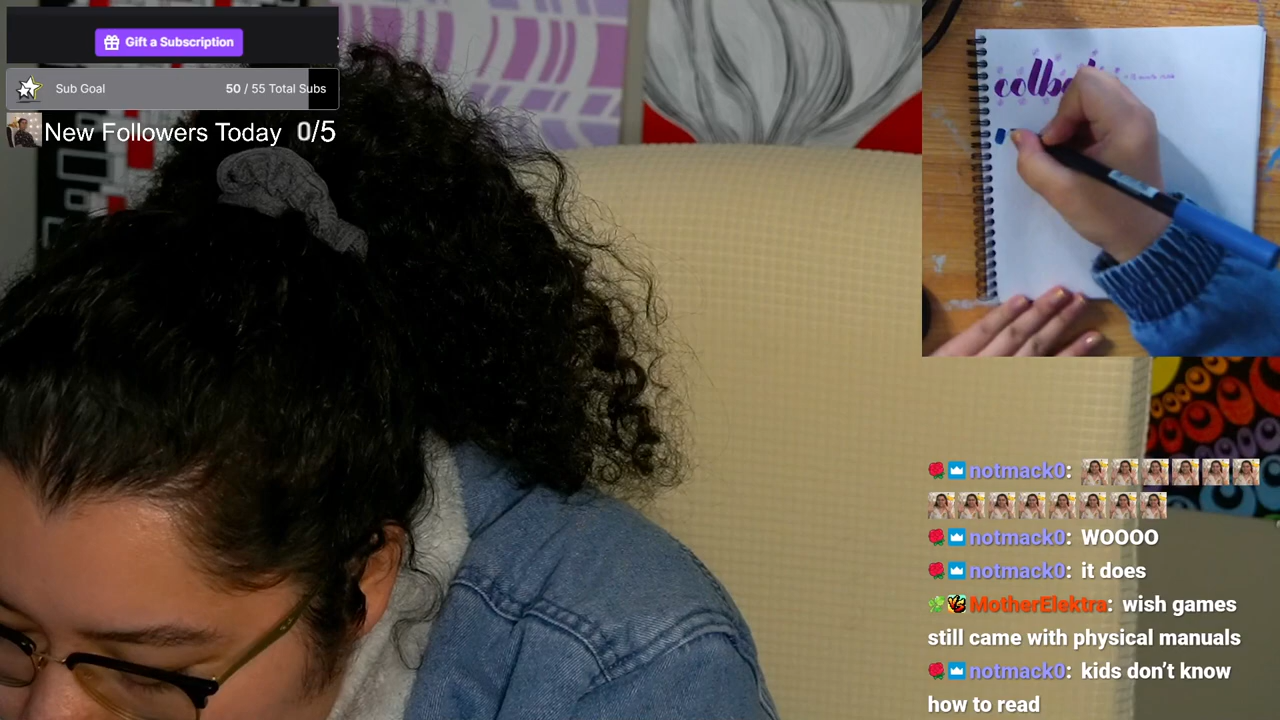 Gift a Subscription
Sub Goal 50 / 55 Total Subs
New Followers Today 0/5
notmack0:
notmack0: WOOOO
notmack0: it does
MotherElektra: wish games
still came with physical manuals
notmack0: kids don't know
how to read